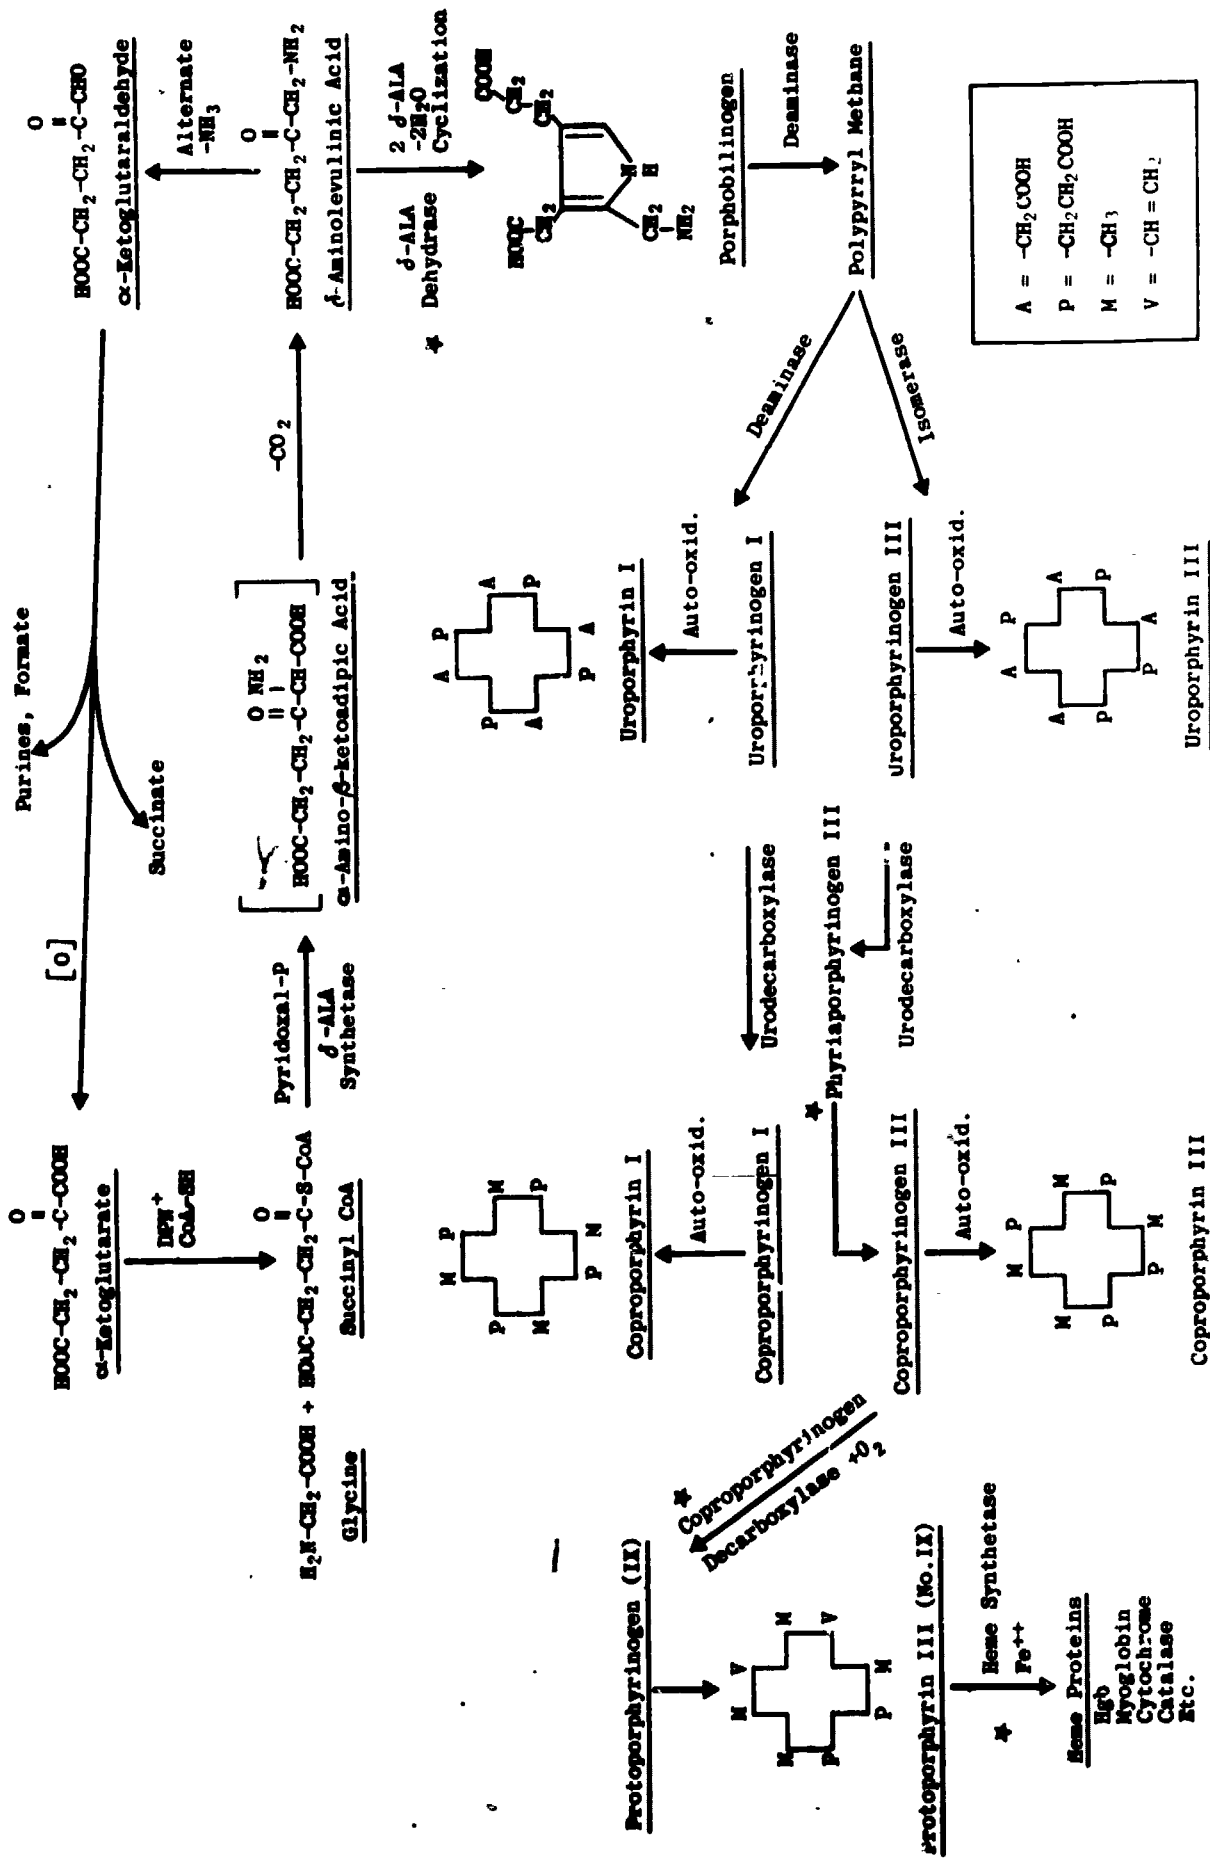 O
HOOC-CH2-CH2-C-COOH
α-Ketoglutarate
DPN+
CoA-SH
[O]
Purines, Formate
Succinate
O
HOOC-CH2-CH2-C-CHO
α-Ketoglutaraldehyde
Alternate
-NH3
O
H2N-CH2-COOH + HOOC-CH2-CH2-C-S-CoA
Glycine
Succinyl CoA
Pyridoxal-P
δ-ALA
Synthetase
O NH2
HOOC-CH2-CH2-C-CH-COOH
α-Amino-β-ketoadipic Acid
-CO2
O
HOOC-CH2-CH2-C-CH2-NH2
δ-Aminolevulinic Acid
δ-ALA
★ Dehydrase
2 δ-ALA
-2H2O
Cyclization
HOOC
CH2
COOH
CH2
CH2
CH2
NH2
N
H
Porphobilinogen
Deaminase
Polypyrryl Methane
Deaminase
Isomerase
A P
P A
A P
P A
Uroporphyrin I
Auto-oxid.
Uroporphyrinogen I
Urodecarboxylase
M P
P M
M P
P M
Coproporphyrin I
Auto-oxid.
Coproporphyrinogen I
Uroporphyrinogen III
Auto-oxid.
A P
A A
P P
P A
Uroporphyrin III
Urodecarboxylase
★ Phyriaporphyrinogen III
Coproporphyrinogen III
Auto-oxid.
M P
M M
P P
P M
Coproporphyrin III
★
Coproporphyrinogen
Decarboxylase +O2
Protoporphyrinogen (IX)
M V
M M
P V
P M
Protoporphyrin III (No.IX)
★
Heme Synthetase
Fe++
Heme Proteins
Hgb
Myoglobin
Cytochrome
Catalase
Etc.
A = -CH2COOH
P = -CH2CH2COOH
M = -CH3
V = -CH=CH2